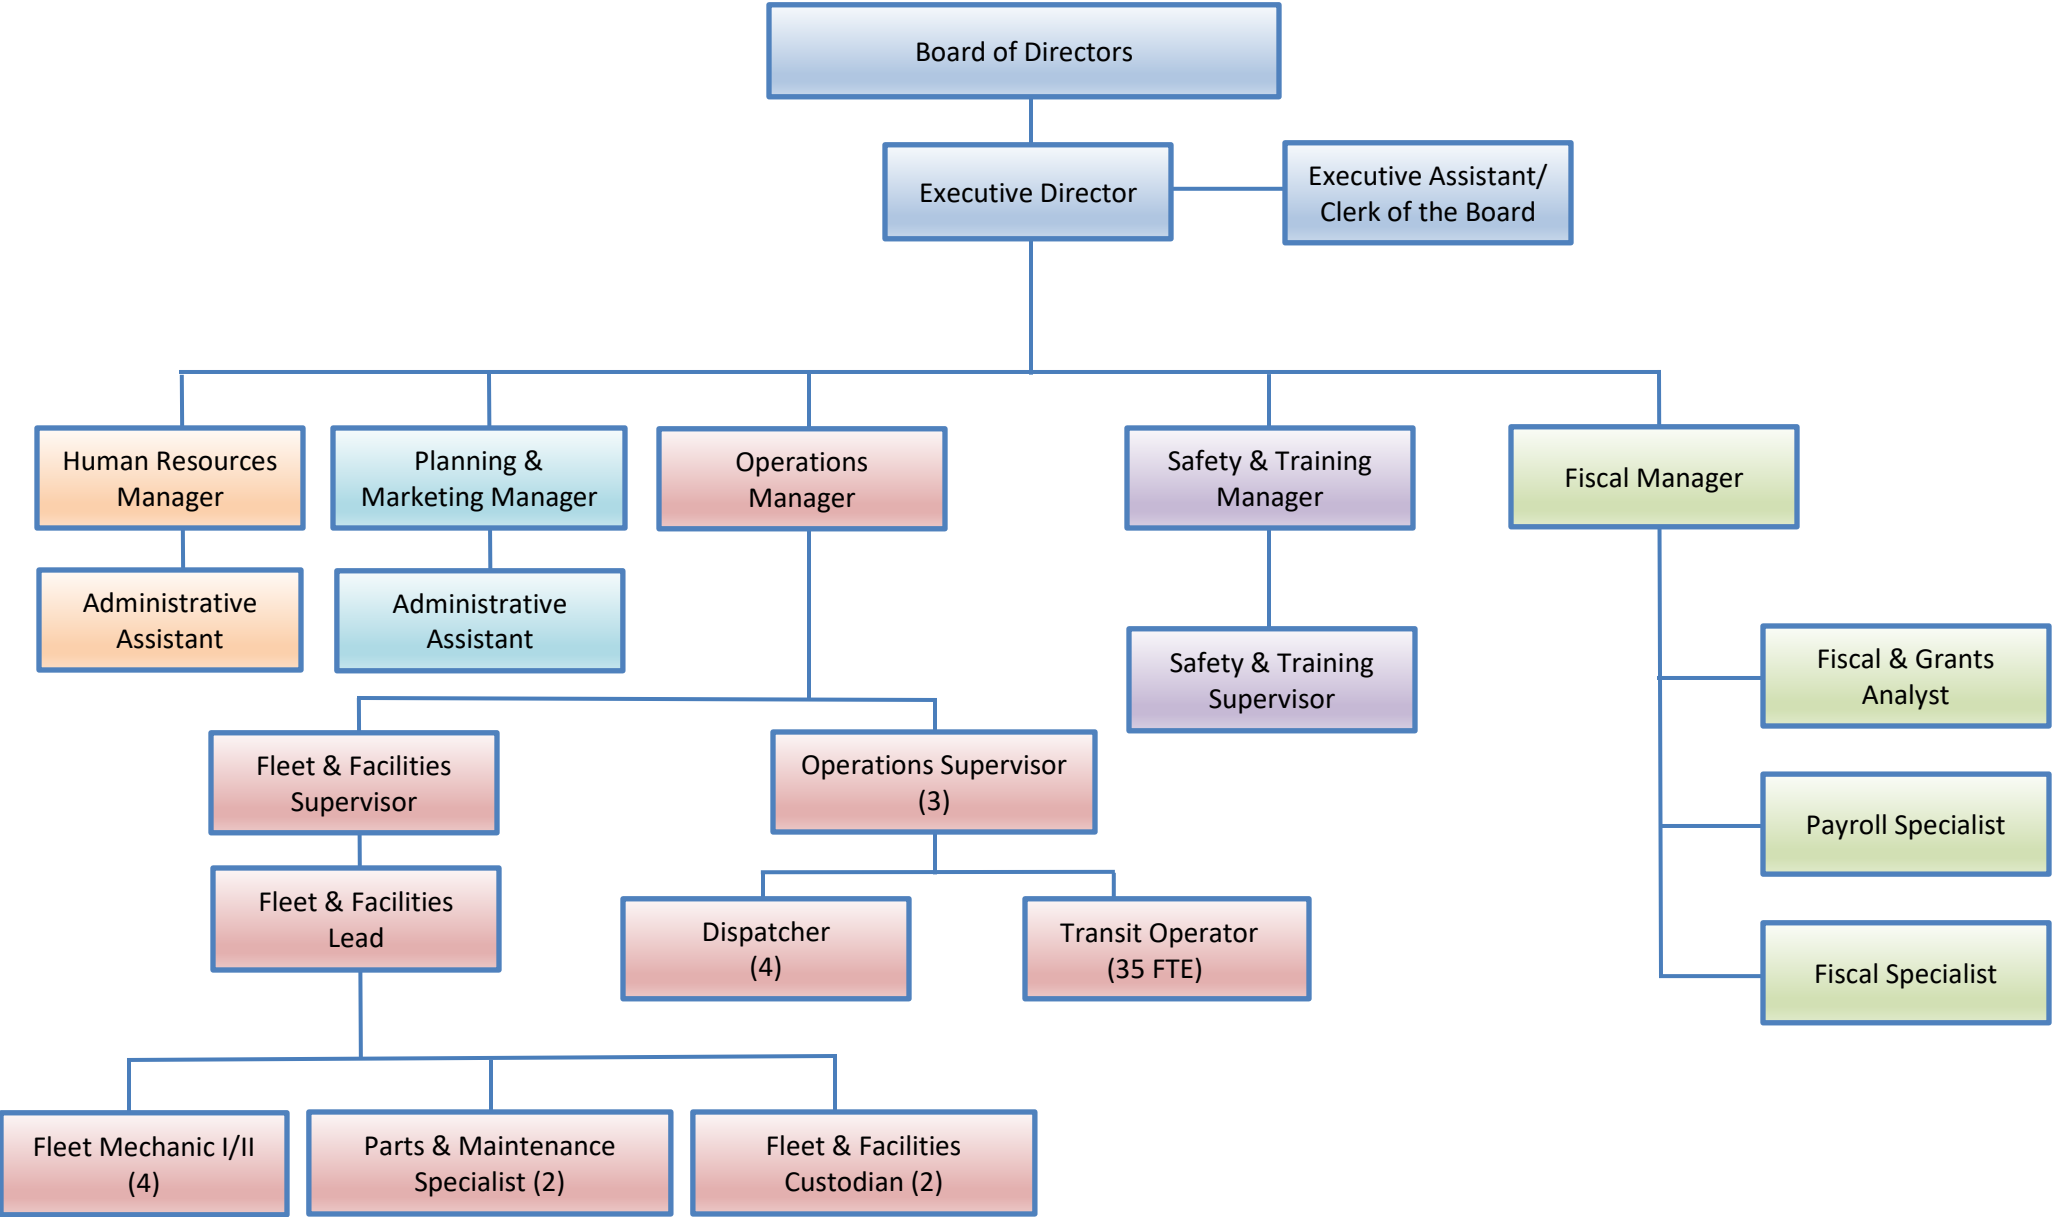 Board of Directors
Executive Director
Executive Assistant/
Clerk of the Board
Human Resources
Manager
Planning &
Marketing Manager
Operations
Manager
Safety & Training
Manager
Fiscal Manager
Administrative
Assistant
Administrative
Assistant
Safety & Training
Supervisor
Fiscal & Grants
Analyst
Fleet & Facilities
Supervisor
Operations Supervisor
(3)
Payroll Specialist
Fleet & Facilities
Lead
Dispatcher
(4)
Transit Operator
(35 FTE)
Fiscal Specialist
Fleet Mechanic I/II
(4)
Parts & Maintenance
Specialist (2)
Fleet & Facilities
Custodian (2)